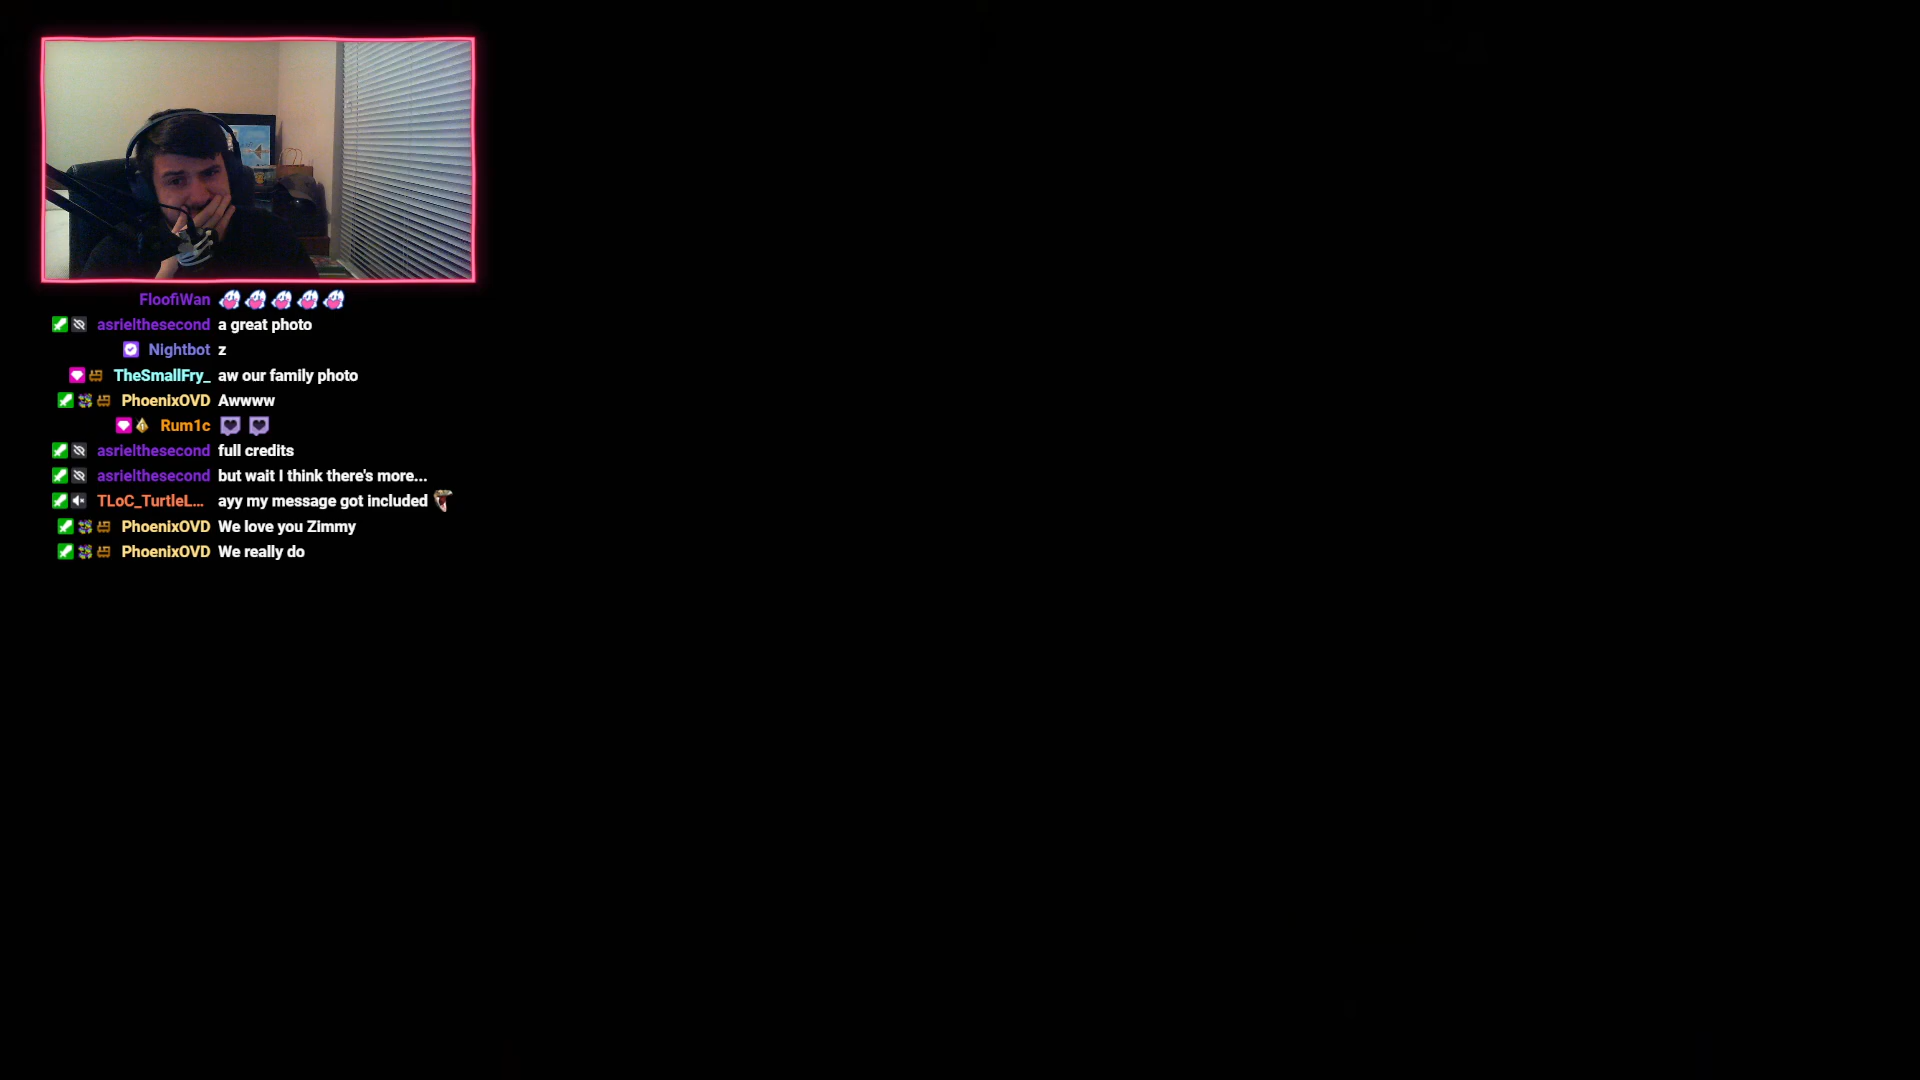 FloofiWan
asrielthesecond a great photo
Nightbot z
TheSmallFry_ aw our family photo
PhoenixOVD Awwww
Rum1c
asrielthesecond full credits
asrielthesecond but wait I think there's more...
TLoC_TurtleL... ayy my message got included
PhoenixOVD We love you Zimmy
PhoenixOVD We really do